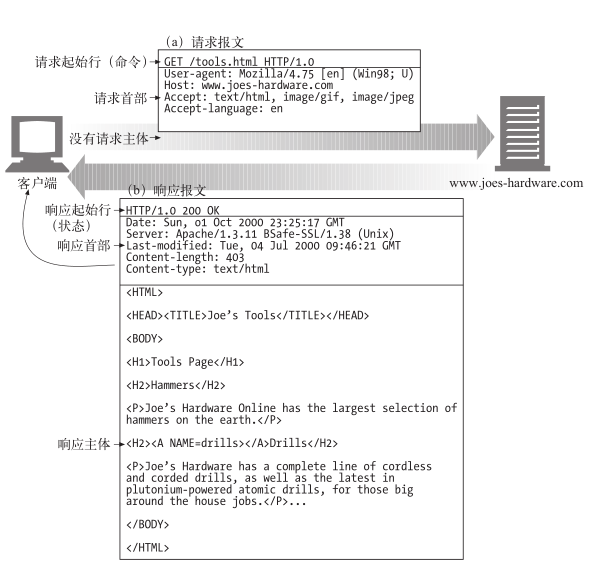 (a) 请求报文
请求起始行（命令）
GET /tools.html HTTP/1.0
User-agent: Mozilla/4.75 [en] (Win98; U)
Host: www.joes-hardware.com
请求首部
Accept: text/html, image/gif, image/jpeg
Accept-language: en
没有请求主体
客户端
www.joes-hardware.com
(b) 响应报文
响应起始行
（状态）
HTTP/1.0 200 OK
Date: Sun, 01 Oct 2000 23:25:17 GMT
Server: Apache/1.3.11 BSafe-SSL/1.38 (Unix)
响应首部
Last-modified: Tue, 04 Jul 2000 09:46:21 GMT
Content-length: 403
Content-type: text/html
<HTML>
<HEAD><TITLE>Joe's Tools</TITLE></HEAD>
<BODY>
<H1>Tools Page</H1>
<H2>Hammers</H2>
<P>Joe's Hardware Online has the largest selection of
hammers on the earth.</P>
响应主体
<H2><A NAME=drills></A>Drills</H2>
<P>Joe's Hardware has a complete line of cordless
and corded drills, as well as the latest in
plutonium-powered atomic drills, for those big
around the house jobs.</P>...
</BODY>
</HTML>